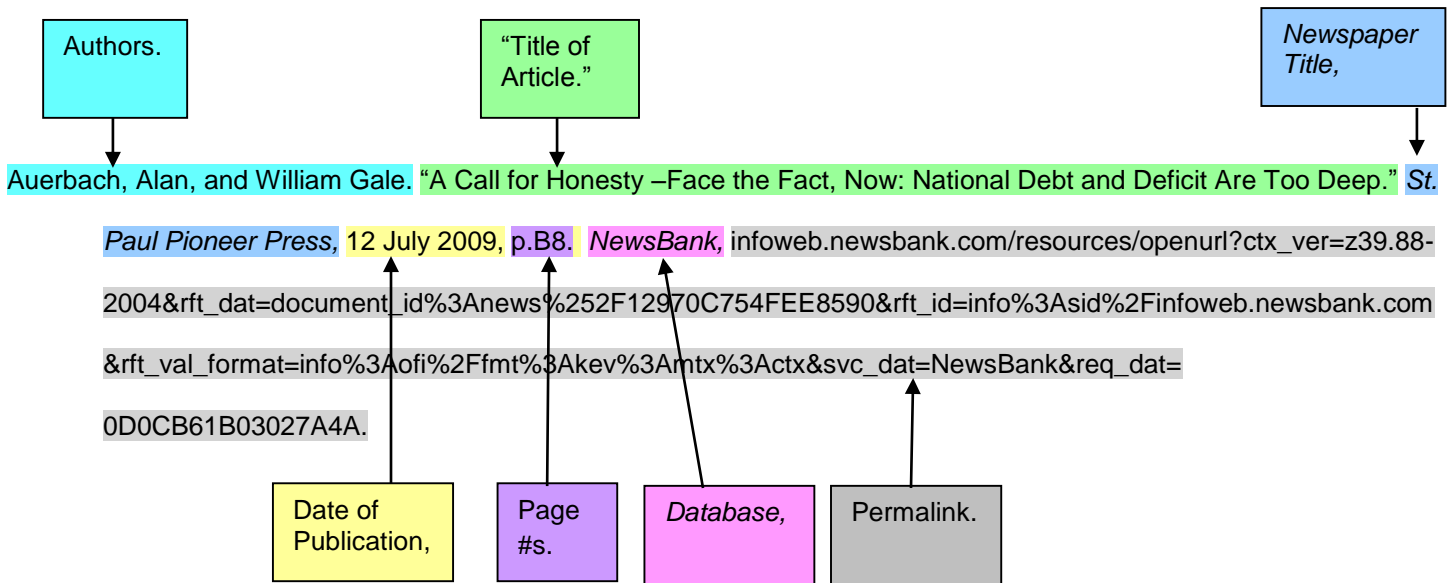 Authors.
“Title of
Article.”
Newspaper
Title,
Auerbach, Alan, and William Gale. “A Call for Honesty –Face the Fact, Now: National Debt and Deficit Are Too Deep.” St.
Paul Pioneer Press, 12 July 2009, p.B8. NewsBank, infoweb.newsbank.com/resources/openurl?ctx_ver=z39.88-
2004&rft_dat=document_id%3Anews%252F12970C754FEE8590&rft_id=info%3Asid%2Finfoweb.newsbank.com
&rft_val_format=info%3Aofi%2Ffmt%3Akev%3Amtx%3Actx&svc_dat=NewsBank&req_dat=
0D0CB61B03027A4A.
Date of
Publication,
Page
#s.
Database,
Permalink.